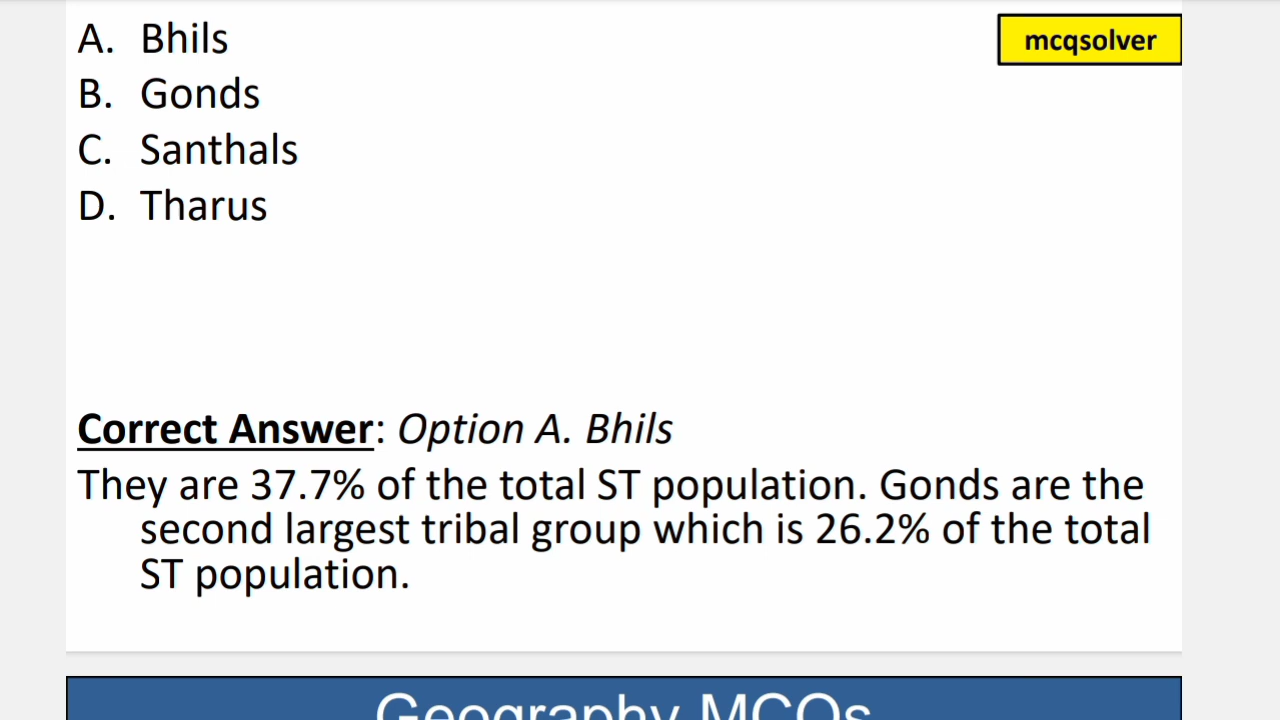 A. Bhils
mcqsolver
B. Gonds
C. Santhals
D. Tharus
Correct Answer: Option A. Bhils
They are 37.7% of the total ST population. Gonds are the
second largest tribal group which is 26.2% of the total
ST population.
Geography MCQs